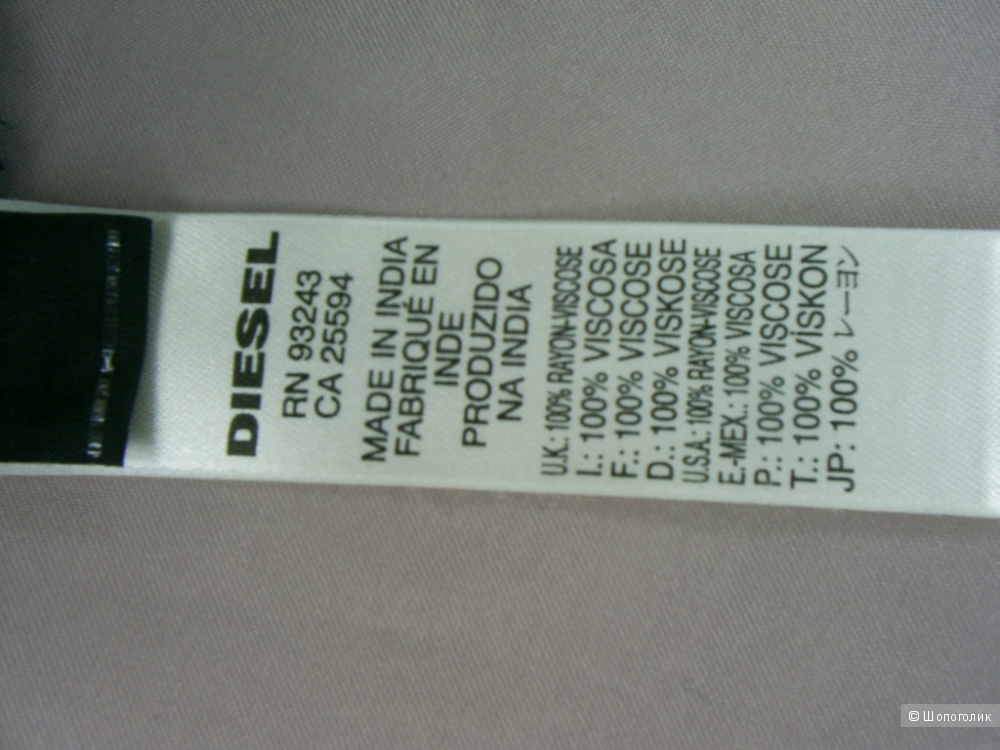 DIESEL
RN 93243
CA 25594
MADE IN INDIA
FABRIQUÉ EN
INDE
PRODUZIDO
NA INDIA
U.K.: 100% RAYON-VISCOSE
I.: 100% VISCOSA
F.: 100% VISCOSE
D.: 100% VISKOSE
U.S.A.: 100% RAYON-VISCOSE
E.-MEX.: 100% VISCOSA
P.: 100% VISCOSE
T.: 100% VİSKON
JP: 100% レーヨン
© Шопоголик